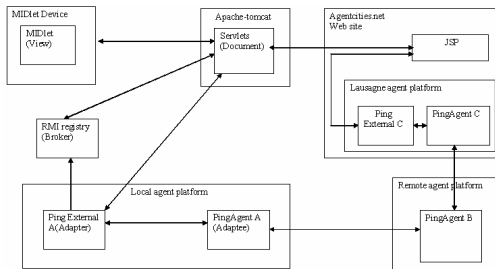 MIDlet Device
MIDlet
(View)
Apache-tomcat
Servlets
(Document)
Agentcities.net
Web site
JSP
Lausagne agent platform
Ping
External C
PingAgent C
RMI registry
(Broker)
Local agent platform
Ping External
A(Adapter)
PingAgent A
(Adaptee)
Remote agent platform
PingAgent B